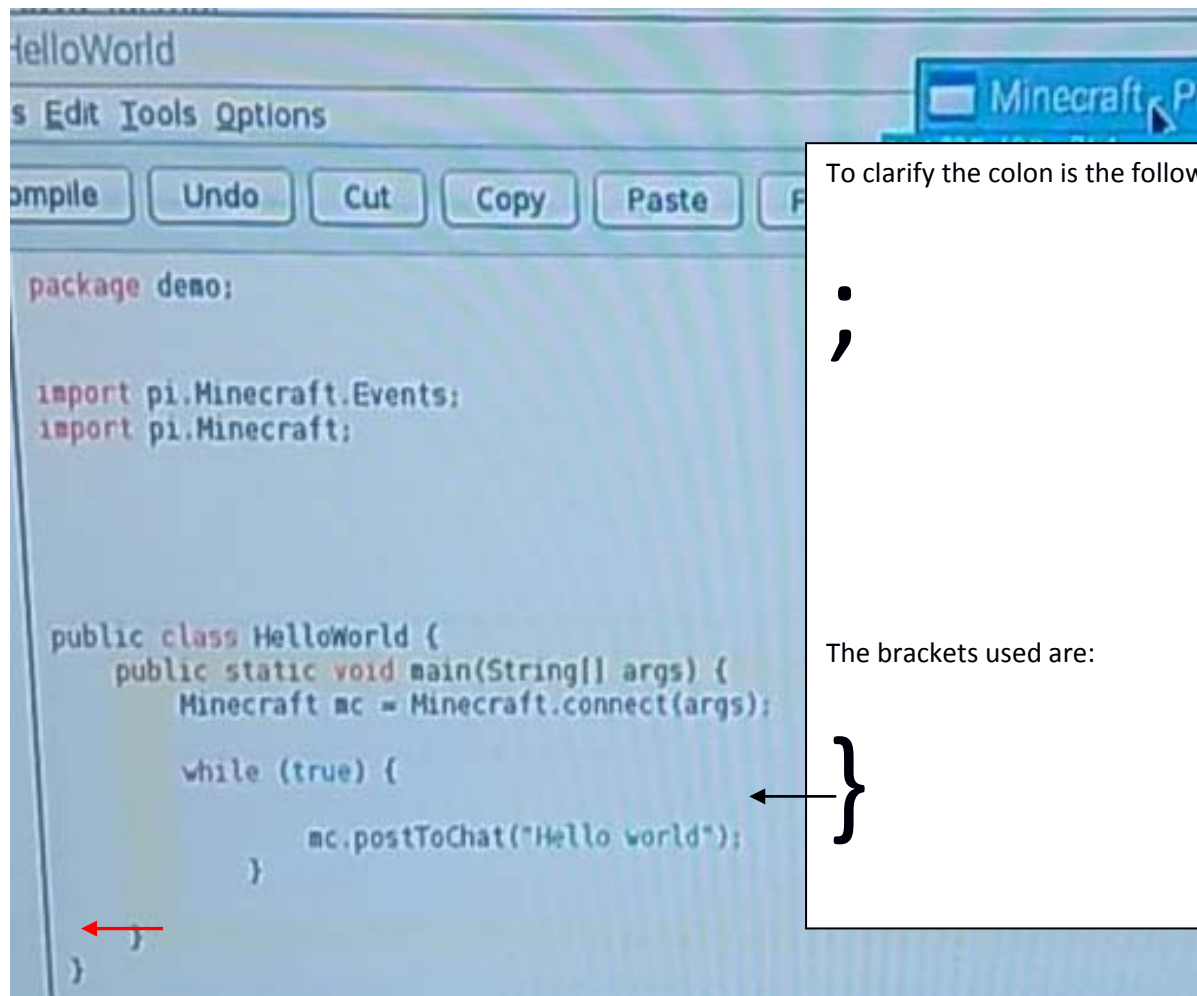 HelloWorld
s Edit Tools Options
Minecraft P
ompile Undo Cut Copy Paste F
To clarify the colon is the follow
;
package demo;
import pi.Minecraft.Events;
import pi.Minecraft;
public class HelloWorld {
public static void main(String[] args) {
Minecraft mc = Minecraft.connect(args);
while (true) {
mc.postToChat("Hello world");
}
}
}
The brackets used are:
}